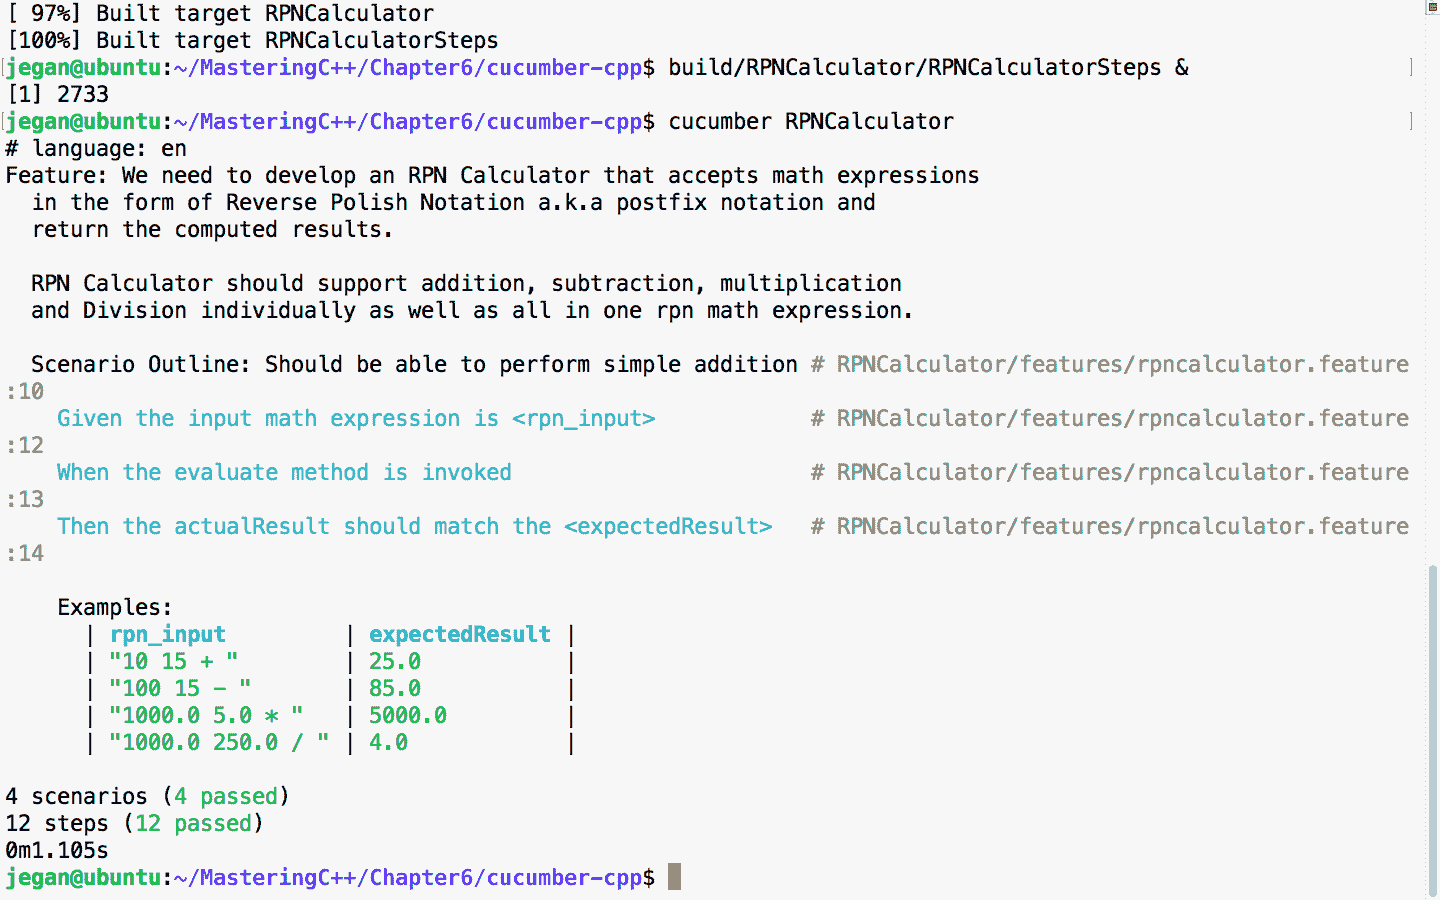 [ 97%] Built target RPNCalculator
[100%] Built target RPNCalculatorSteps
[jegan@ubuntu:~/MasteringC++/Chapter6/cucumber-cpp$ build/RPNCalculator/RPNCalculatorSteps & ]
[1] 2733
[jegan@ubuntu:~/MasteringC++/Chapter6/cucumber-cpp$ cucumber RPNCalculator ]
# language: en
Feature: We need to develop an RPN Calculator that accepts math expressions
  in the form of Reverse Polish Notation a.k.a postfix notation and
  return the computed results.

  RPN Calculator should support addition, subtraction, multiplication
  and Division individually as well as all in one rpn math expression.

  Scenario Outline: Should be able to perform simple addition # RPNCalculator/features/rpncalculator.feature
:10
    Given the input math expression is <rpn_input>            # RPNCalculator/features/rpncalculator.feature
:12
    When the evaluate method is invoked                       # RPNCalculator/features/rpncalculator.feature
:13
    Then the actualResult should match the <expectedResult>   # RPNCalculator/features/rpncalculator.feature
:14

    Examples:
      | rpn_input         | expectedResult |
      | "10 15 + "        | 25.0           |
      | "100 15 - "       | 85.0           |
      | "1000.0 5.0 * "   | 5000.0         |
      | "1000.0 250.0 / " | 4.0            |

4 scenarios (4 passed)
12 steps (12 passed)
0m1.105s
jegan@ubuntu:~/MasteringC++/Chapter6/cucumber-cpp$